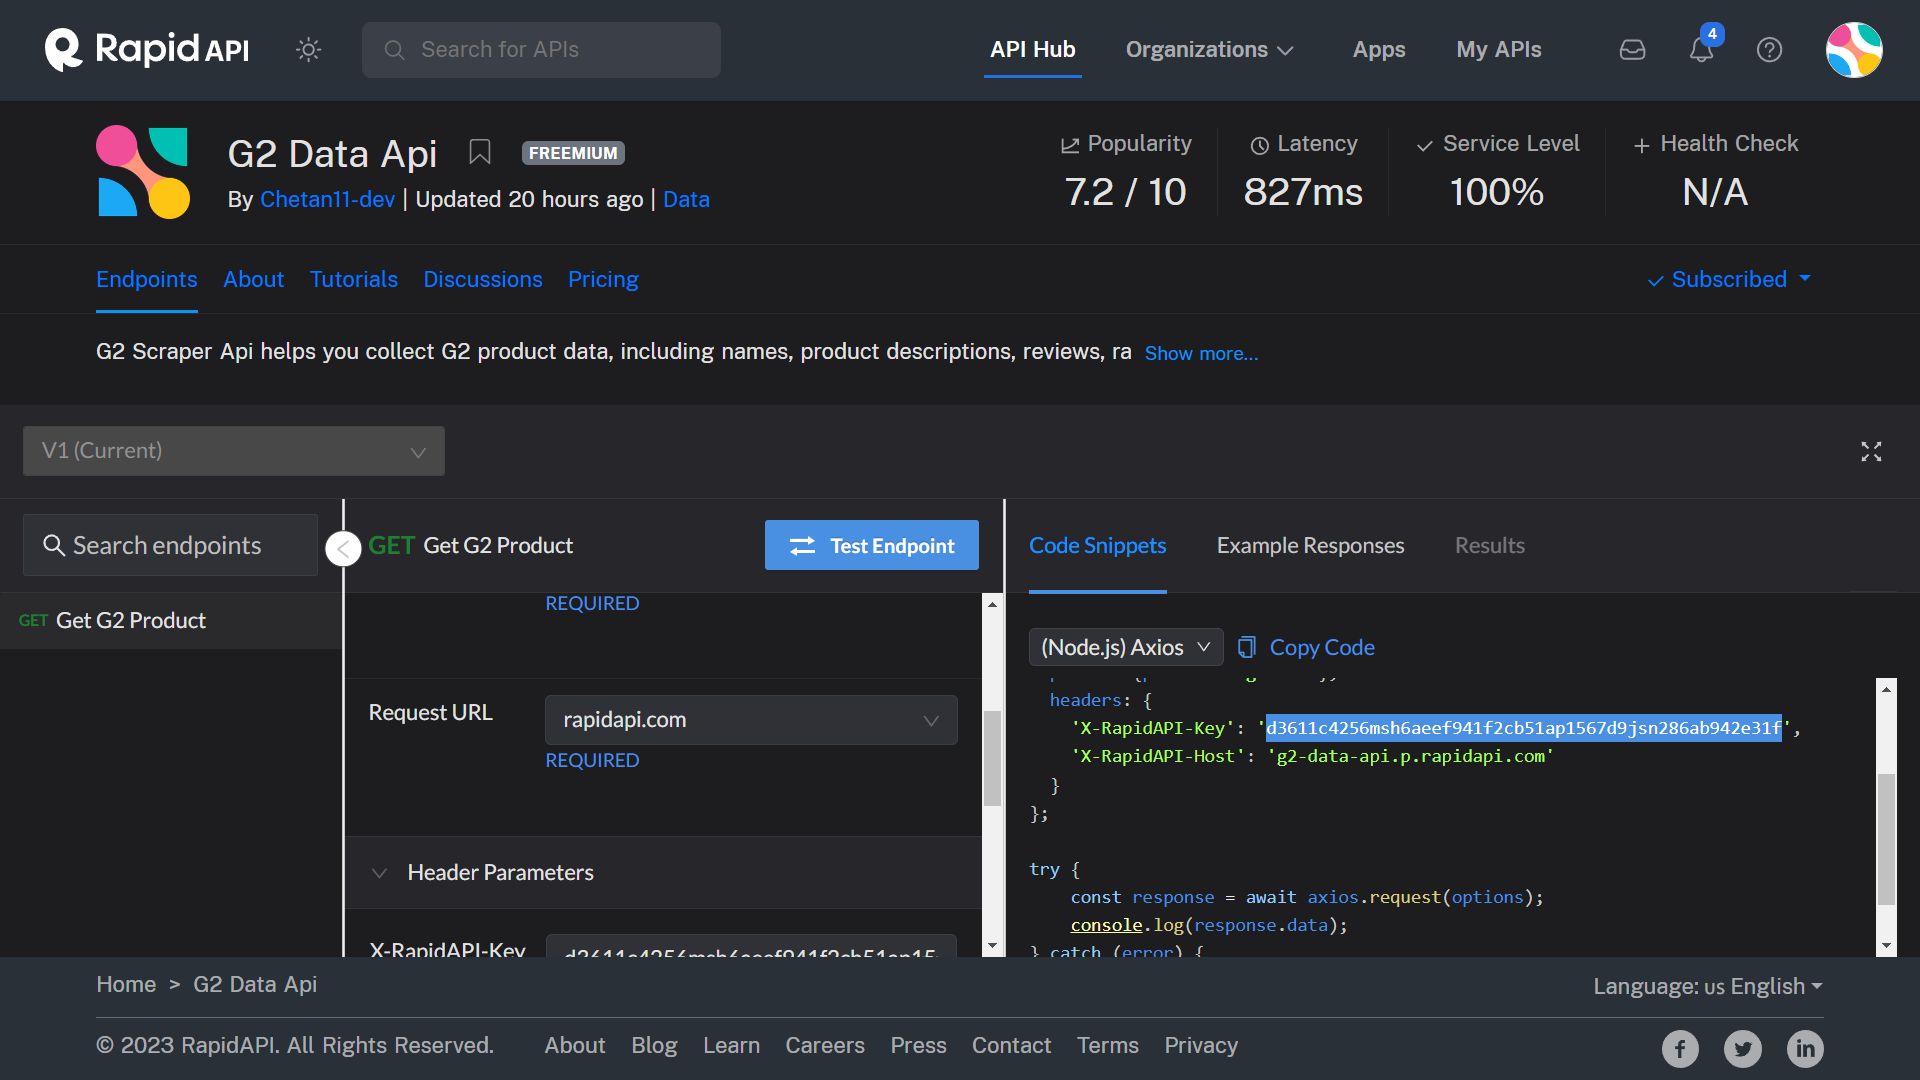 Rapid API
Search for APIs
API Hub
Organizations
Apps
My APIs
4
G2 Data Api
FREEMIUM
By Chetan11-dev | Updated 20 hours ago | Data
Popularity
7.2 / 10
Latency
827ms
Service Level
100%
Health Check
N/A
Endpoints
About
Tutorials
Discussions
Pricing
Subscribed
G2 Scraper Api helps you collect G2 product data, including names, product descriptions, reviews, ra Show more...
V1 (Current)
Search endpoints
GET Get G2 Product
GET Get G2 Product
Test Endpoint
REQUIRED
Request URL
rapidapi.com
REQUIRED
Header Parameters
X-RapidAPI-Key
d3611c4256msh6aeef941f2cb51ap15
Code Snippets
Example Responses
Results
(Node.js) Axios
Copy Code
headers: {
'X-RapidAPI-Key': 'd3611c4256msh6aeef941f2cb51ap1567d9jsn286ab942e31f',
'X-RapidAPI-Host': 'g2-data-api.p.rapidapi.com'
}
};
try {
const response = await axios.request(options);
console.log(response.data);
} catch (error) {
Home > G2 Data Api
Language: US English
© 2023 RapidAPI. All Rights Reserved.
About
Blog
Learn
Careers
Press
Contact
Terms
Privacy